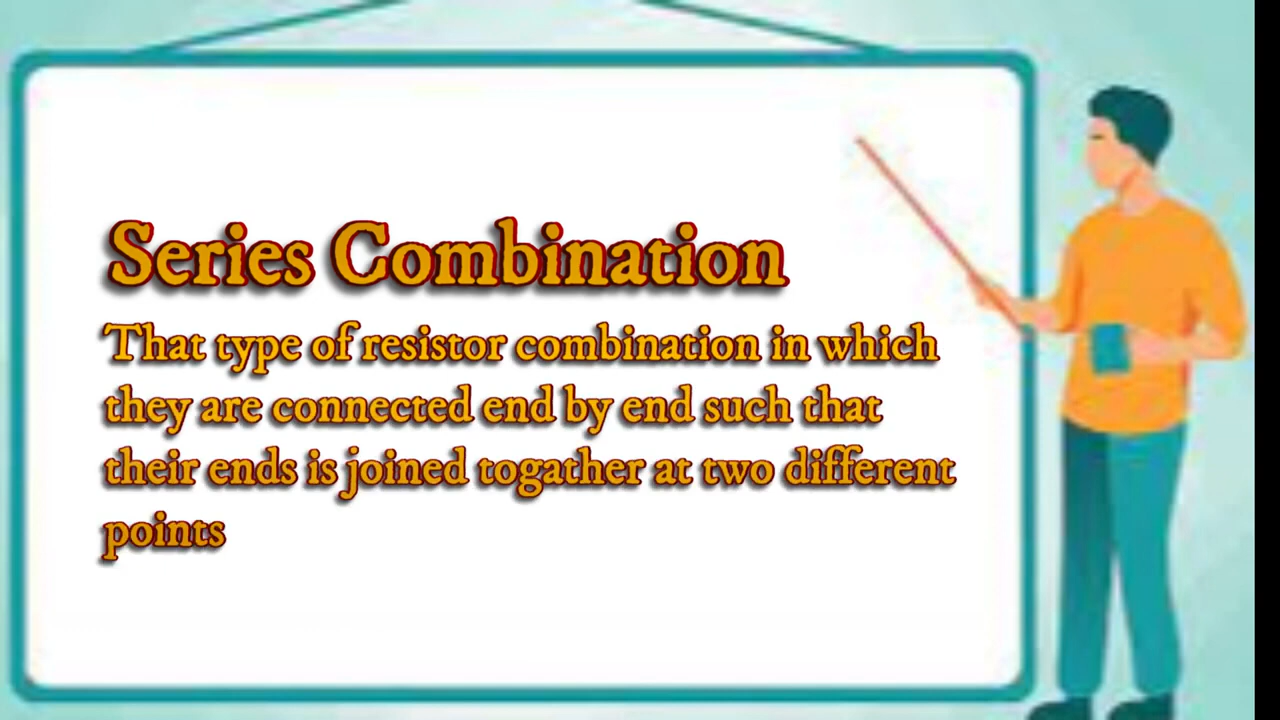 Series Combination
That type of resistor combination in which
they are connected end by end such that
their ends is joined togather at two different
points